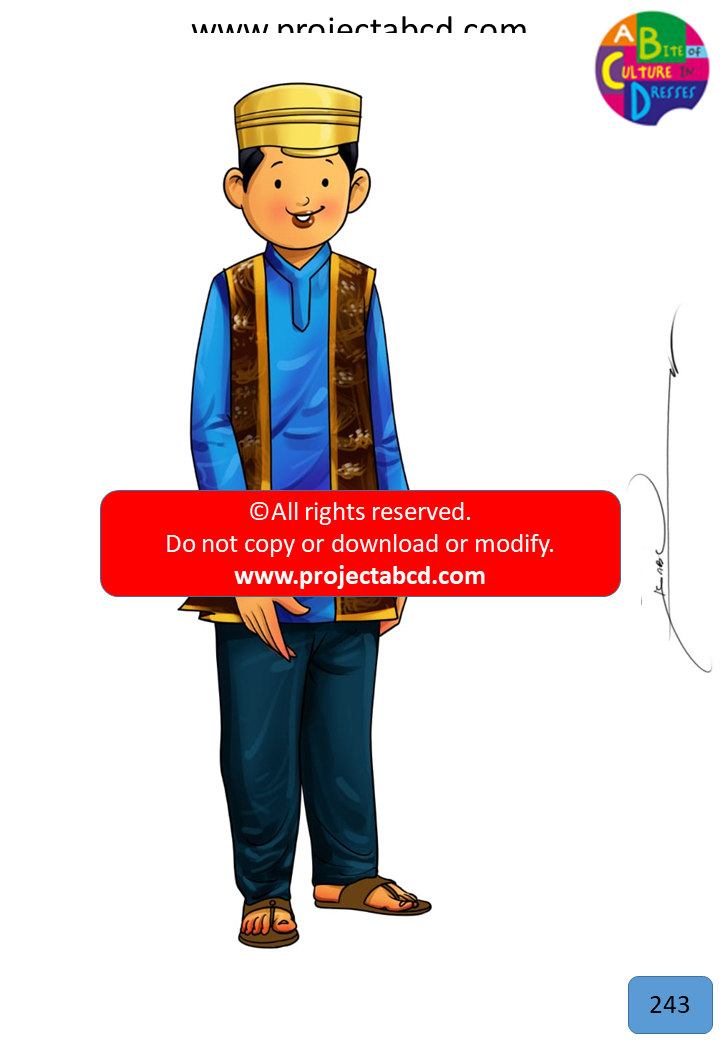 www.projectabcd.com
A BITE OF
CULTURE IN
DRESSES
©All rights reserved.
Do not copy or download or modify.
www.projectabcd.com
243